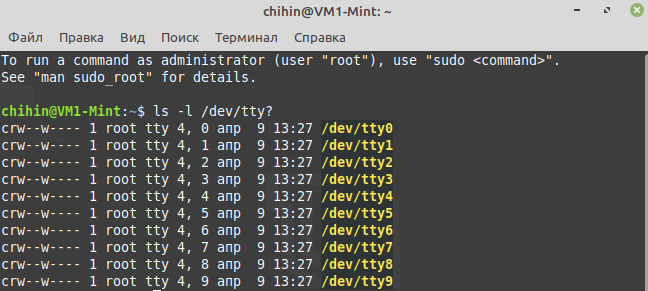 chihin@VM1-Mint: ~
Файл Правка Вид Поиск Терминал Справка
To run a command as administrator (user "root"), use "sudo <command>".
See "man sudo_root" for details.
chihin@VM1-Mint:~$ ls -l /dev/tty?
crw--w---- 1 root tty 4, 0 апр  9 13:27 /dev/tty0
crw--w---- 1 root tty 4, 1 апр  9 13:27 /dev/tty1
crw--w---- 1 root tty 4, 2 апр  9 13:27 /dev/tty2
crw--w---- 1 root tty 4, 3 апр  9 13:27 /dev/tty3
crw--w---- 1 root tty 4, 4 апр  9 13:27 /dev/tty4
crw--w---- 1 root tty 4, 5 апр  9 13:27 /dev/tty5
crw--w---- 1 root tty 4, 6 апр  9 13:27 /dev/tty6
crw--w---- 1 root tty 4, 7 апр  9 13:27 /dev/tty7
crw--w---- 1 root tty 4, 8 апр  9 13:27 /dev/tty8
crw--w---- 1 root tty 4, 9 апр  9 13:27 /dev/tty9